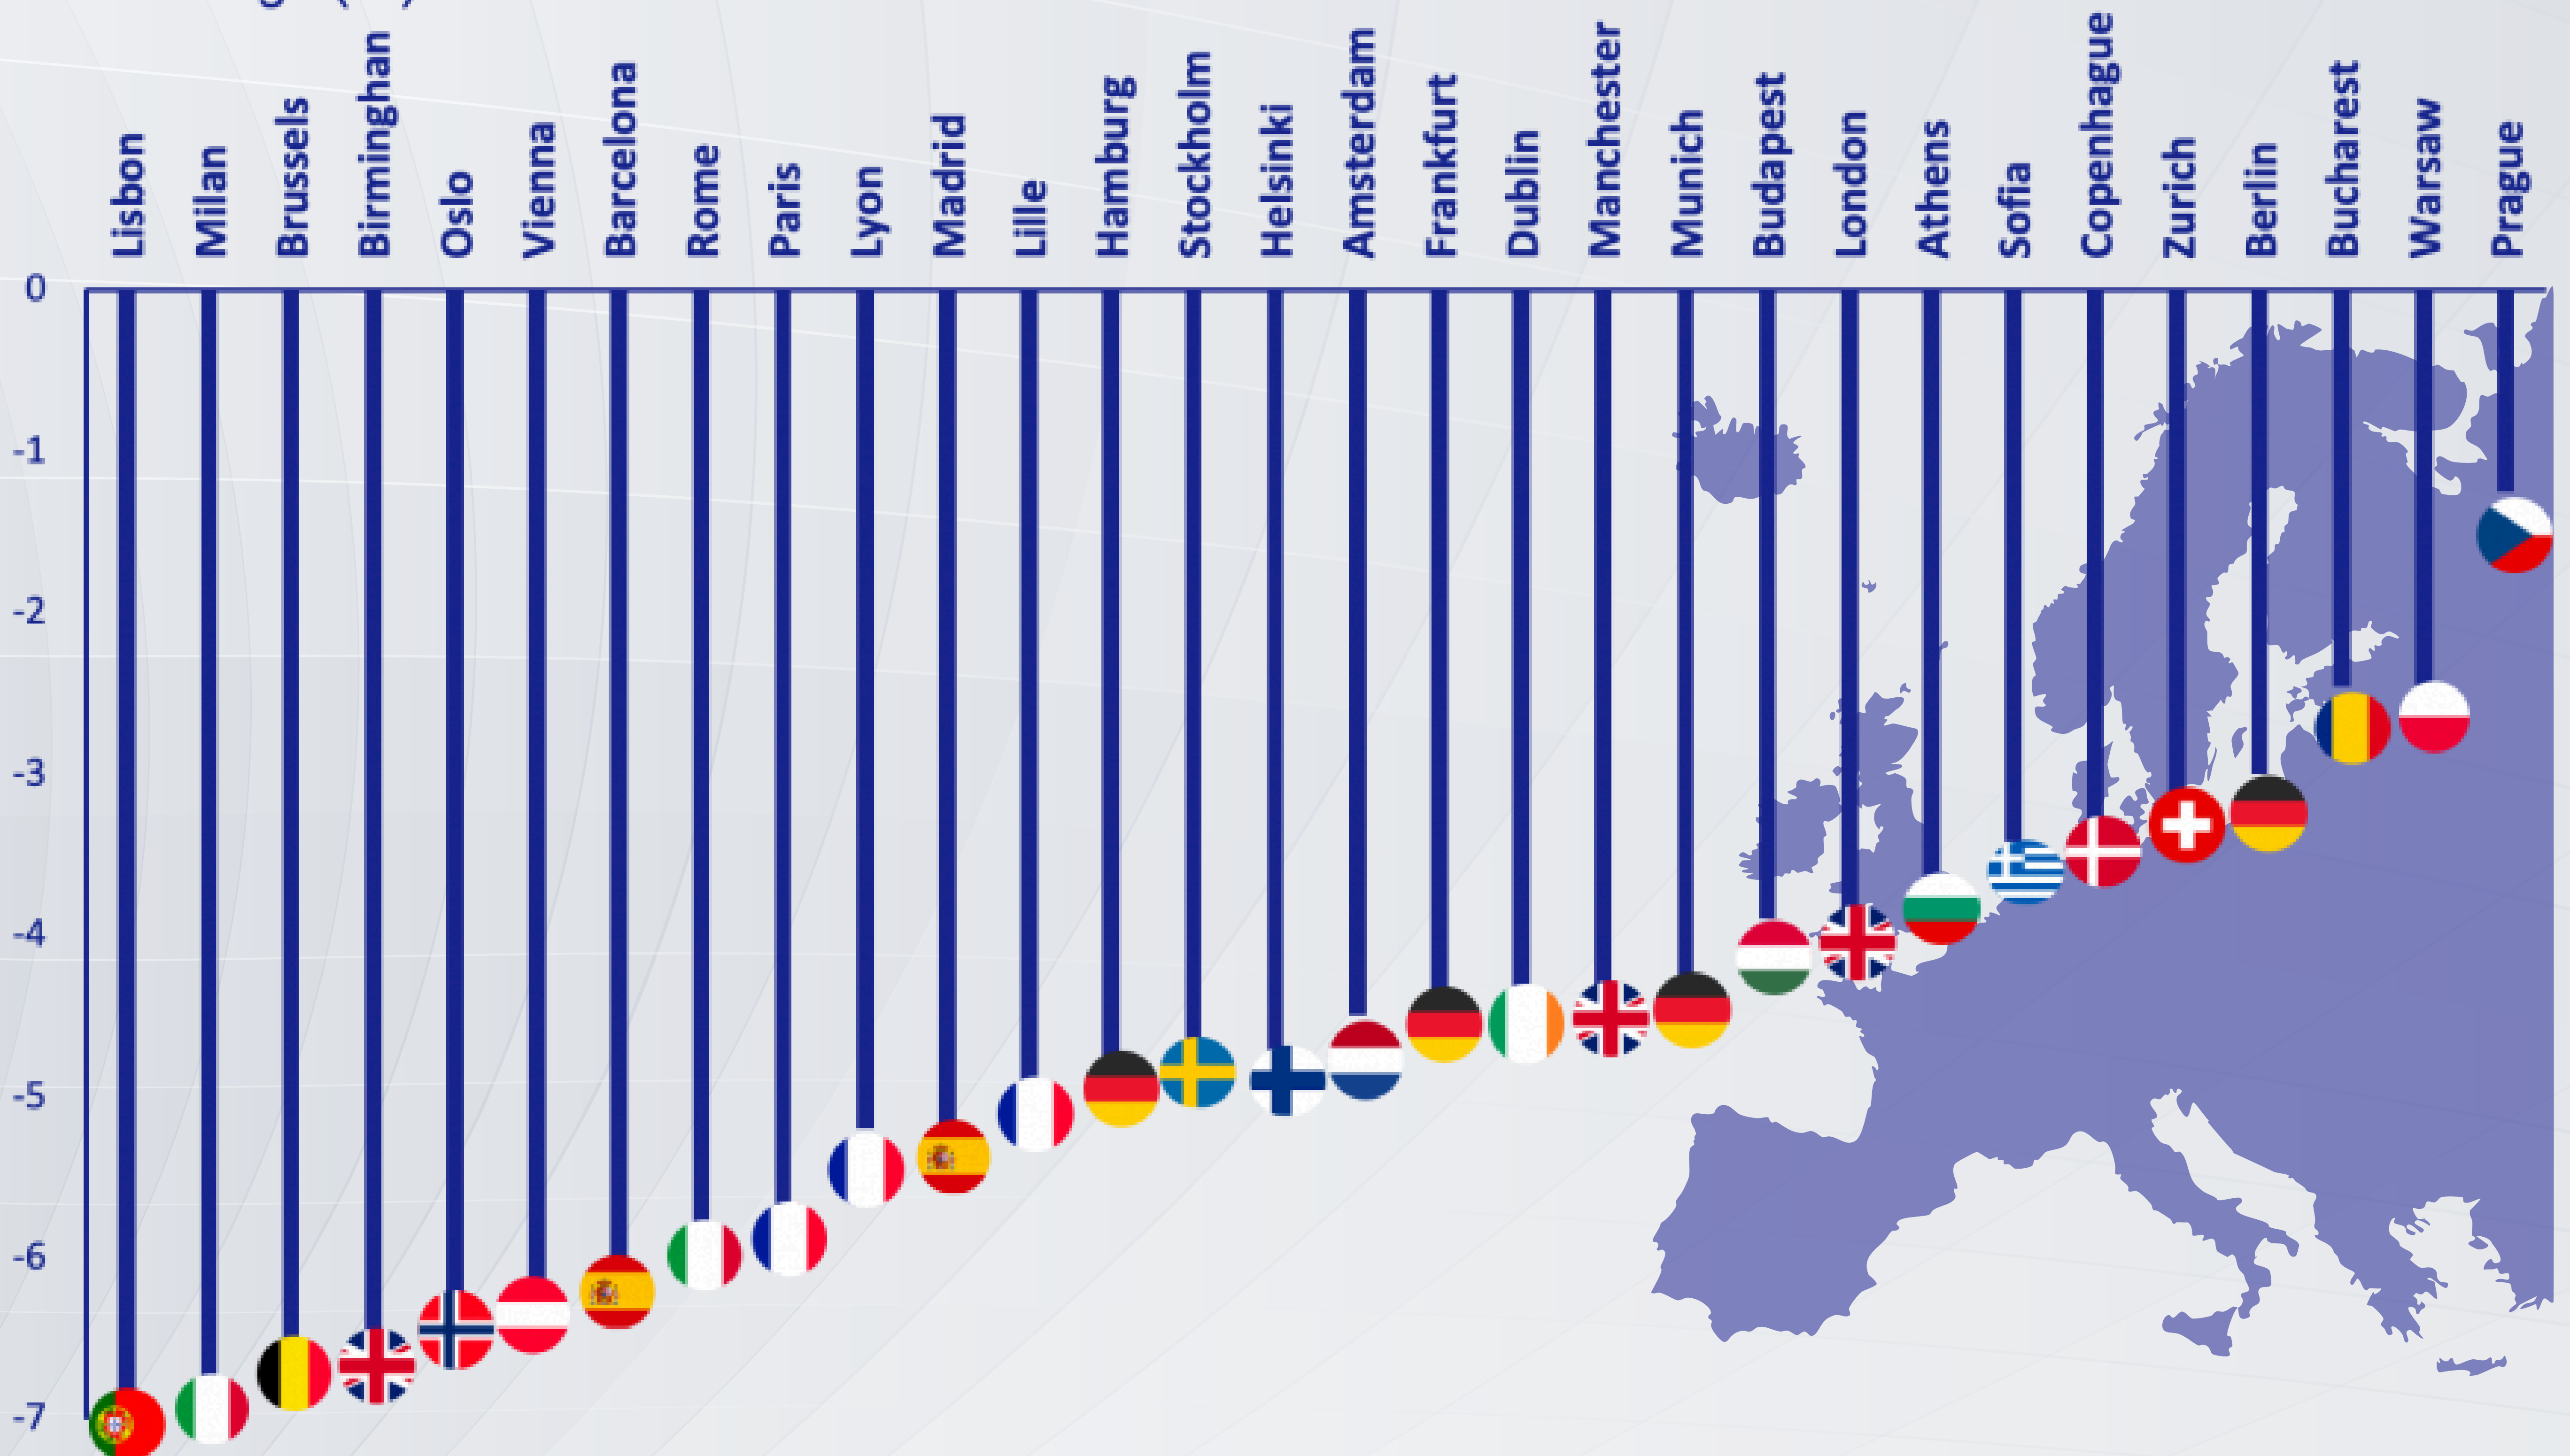 Lisbon
Milan
Brussels
Birminghan
Oslo
Vienna
Barcelona
Rome
Paris
Lyon
Madrid
Lille
Hamburg
Stockholm
Helsinki
Amsterdam
Frankfurt
Dublin
Manchester
Munich
Budapest
London
Athens
Sofia
Copenhague
Zurich
Berlin
Bucharest
Warsaw
Prague
0
-1
-2
-3
-4
-5
-6
-7